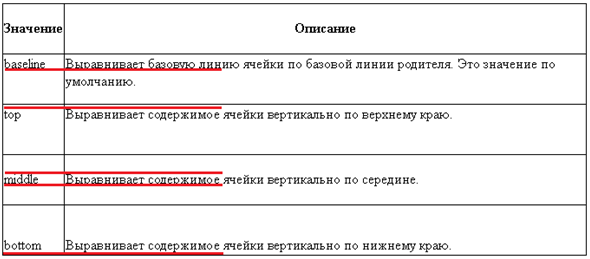 Значение Описание
baseline Выравнивает базовую линию ячейки по базовой линии родителя. Это значение по
умолчанию.
top Выравнивает содержимое ячейки вертикально по верхнему краю.
middle Выравнивает содержимое ячейки вертикально по середине.
bottom Выравнивает содержимое ячейки вертикально по нижнему краю.